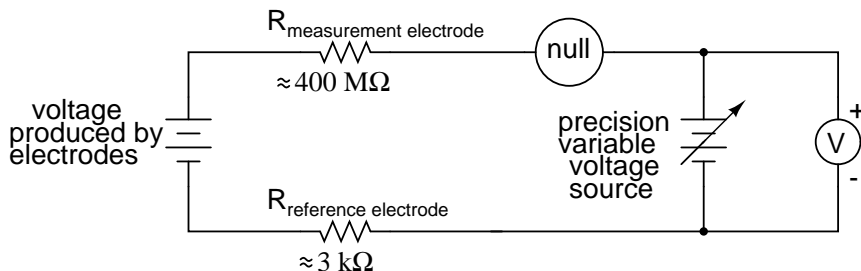 R measurement electrode
≈ 400 MΩ
null
voltage
produced by
electrodes
precision
variable
voltage
source
+
V
-
R reference electrode
≈ 3 kΩ